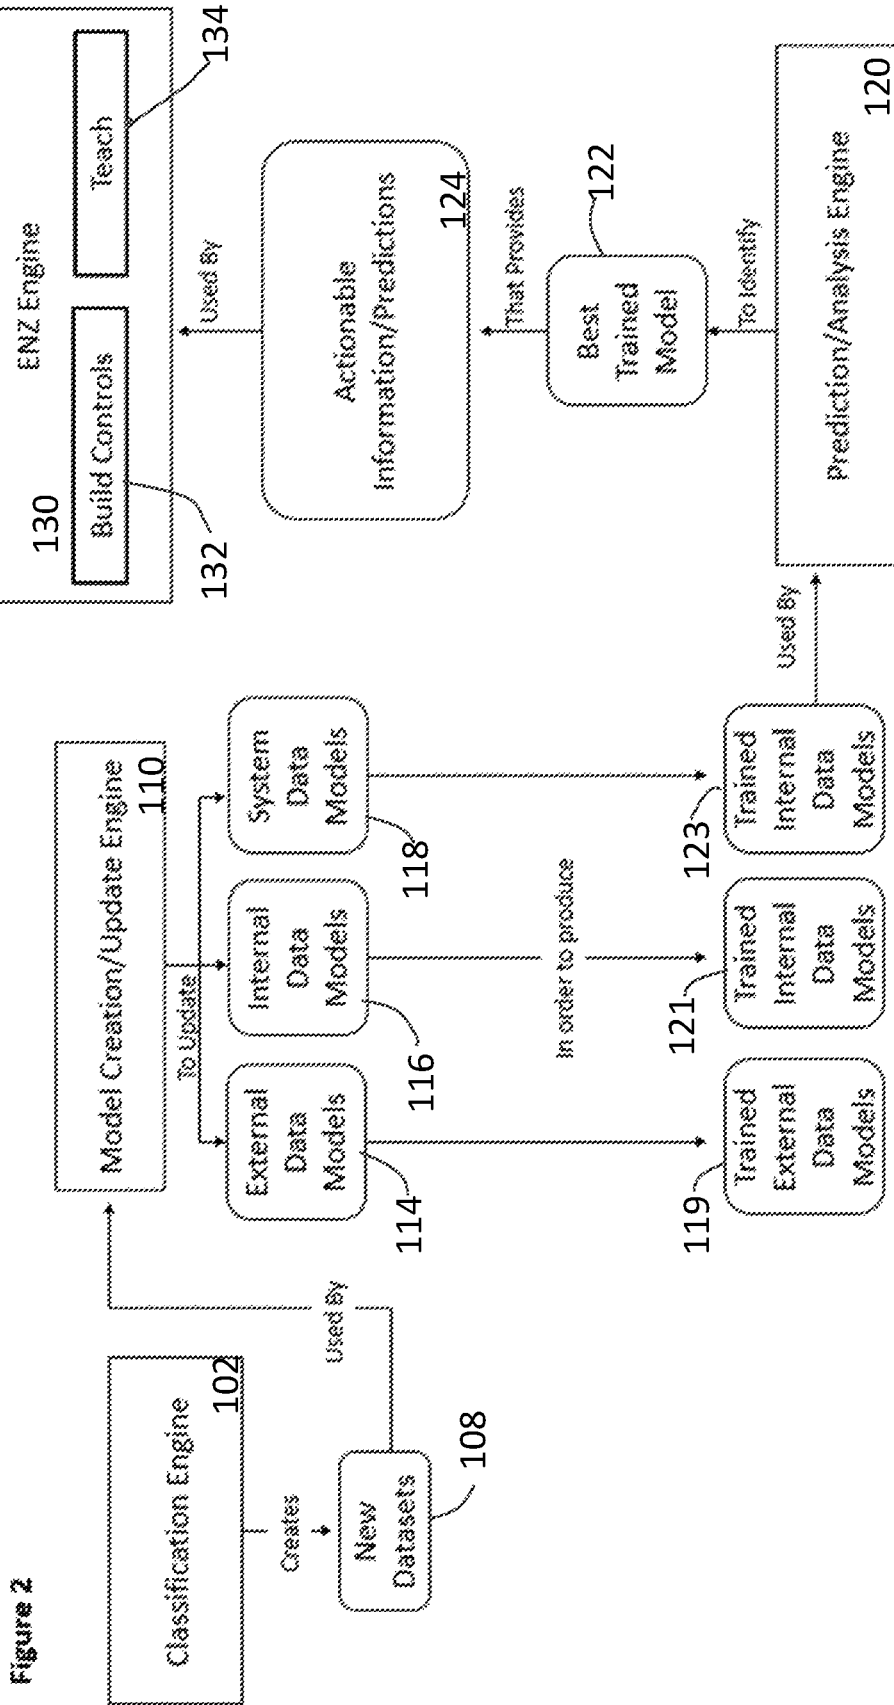 Figure 2
Classification Engine
102
Creates
New
Datasets
108
Used By
Model Creation/Update Engine
110
To Update
External
Data
Models
114
Internal
Data
Models
116
System
Data
Models
118
In order to produce
Trained
External
Data
Models
119
Trained
Internal
Data
Models
121
Trained
Internal
Data
Models
123
Used By
Prediction/Analysis Engine
120
To Identify
Best
Trained
Model
122
That Provides
Actionable
Information/Predictions
124
Used By
ENZ Engine
130
Build Controls
132
Teach
134